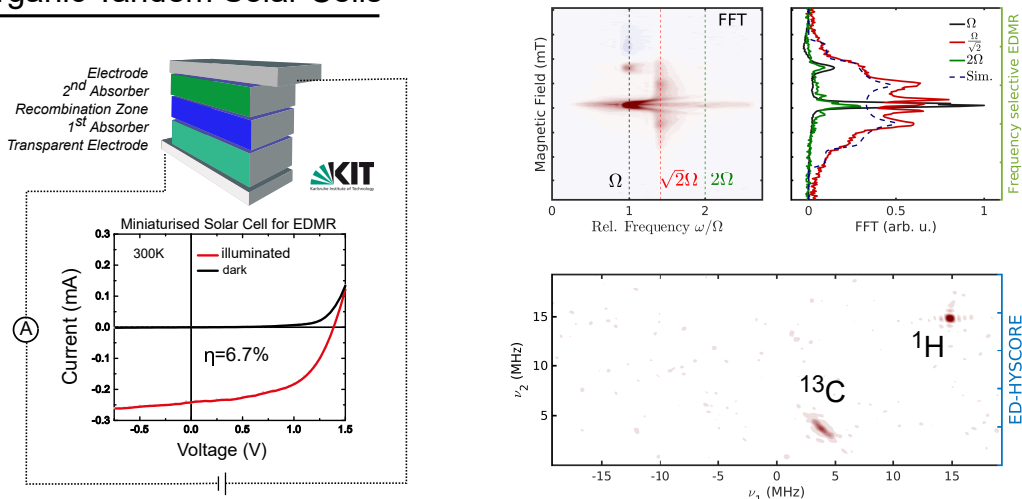 rganic Tandem Solar Cells
Electrode
2nd Absorber
Recombination Zone
1st Absorber
Transparent Electrode
KIT
Karlsruhe Institute of Technology
Miniaturised Solar Cell for EDMR
300K
illuminated
dark
η=6.7%
A
Current (mA)
0.3
0.2
0.1
0.0
-0.1
-0.2
-0.3
-0.5
0.0
0.5
1.0
1.5
Voltage (V)
FFT
Magnetic Field (mT)
Ω
√2Ω
2Ω
0
1
2
Rel. Frequency ω/Ω
Ω
Ω/√2
2Ω
Sim.
0
0.5
1
FFT (arb. u.)
Frequency selective EDMR
ν2 (MHz)
15
10
5
1H
13C
-15
-10
-5
0
5
10
15
ν1 (MHz)
ED-HYSCORE